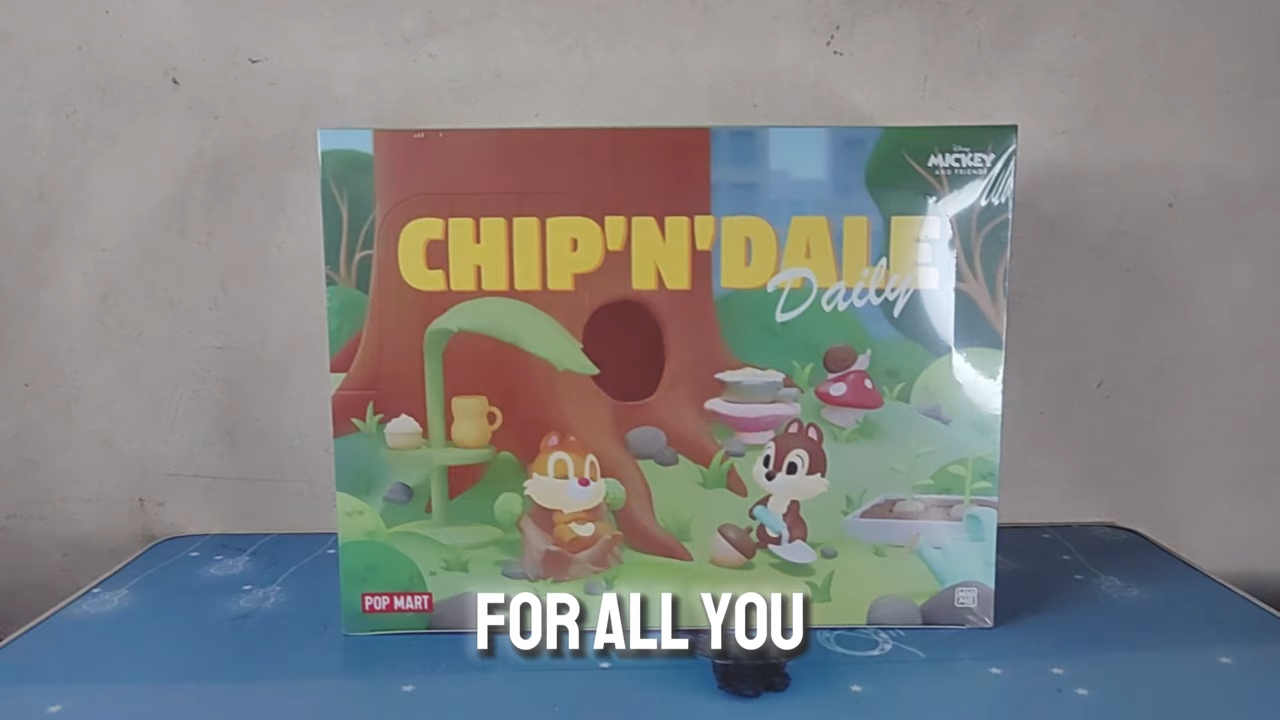 Disney
MICKEY
AND FRIENDS
CHIP'N'DALE
Daily
POP MART
FOR ALL YOU